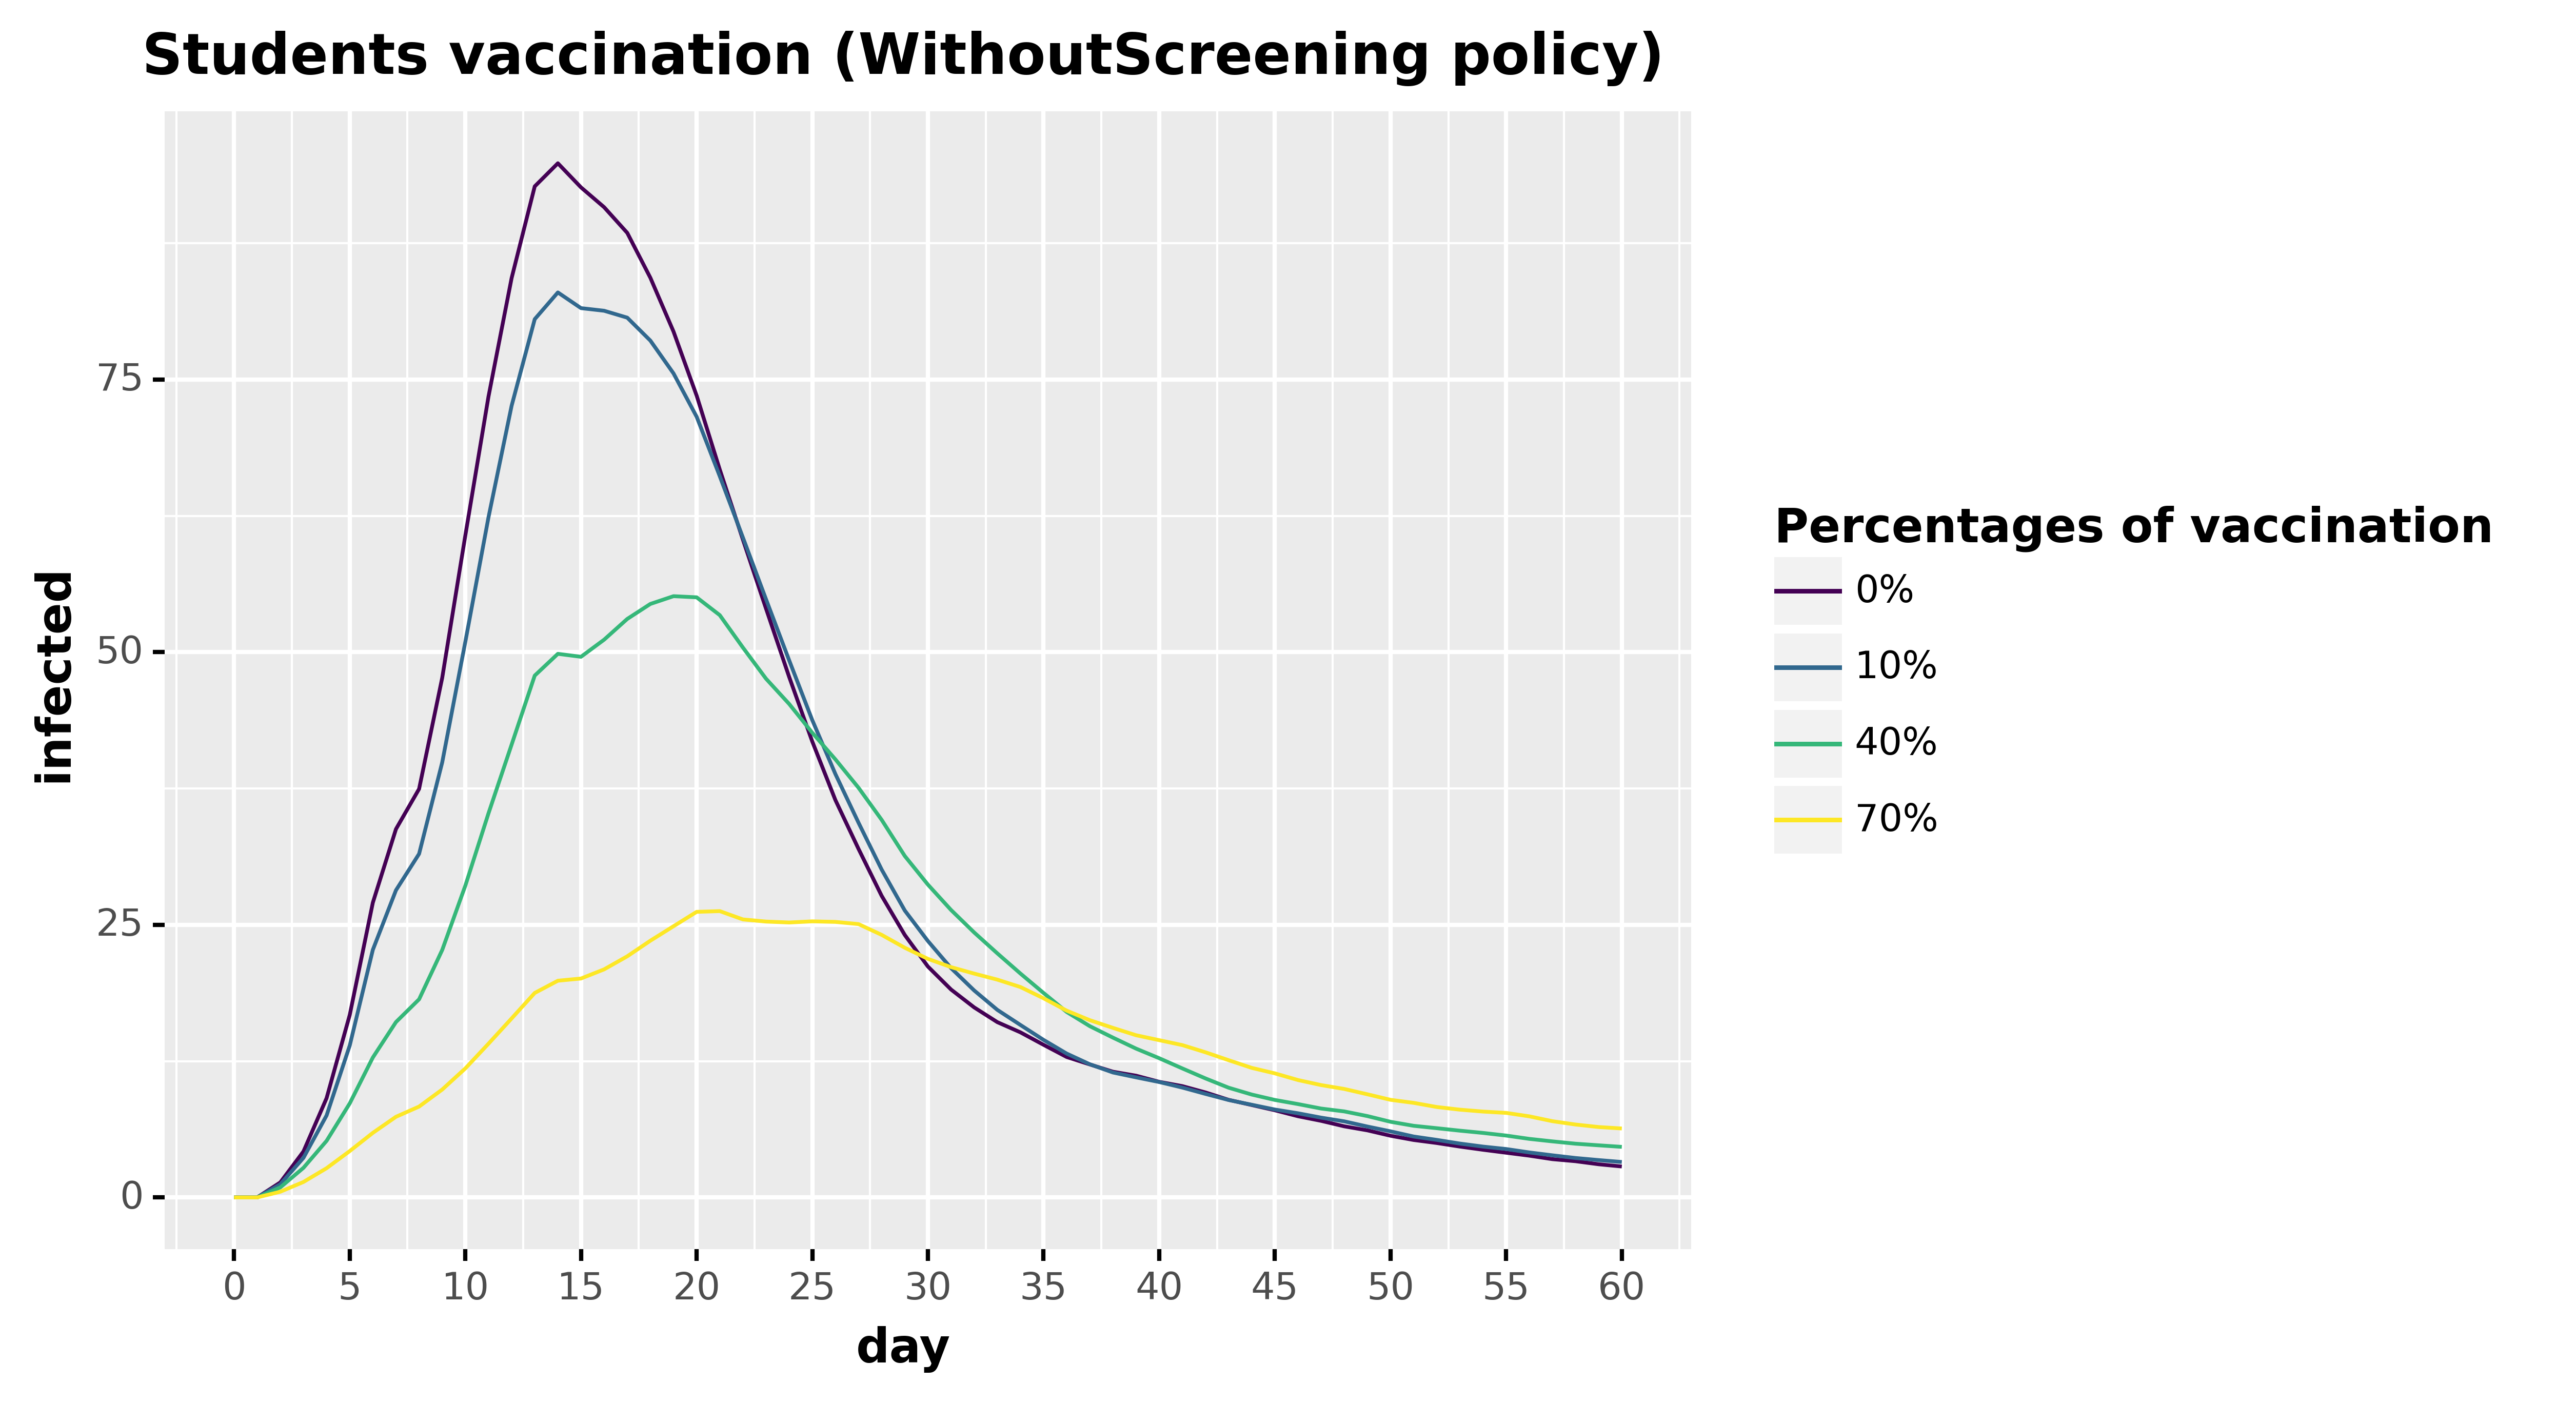 Students vaccination (WithoutScreening policy)
infected
75
50
25
0
0 5 10 15 20 25 30 35 40 45 50 55 60
day
Percentages of vaccination
0%
10%
40%
70%